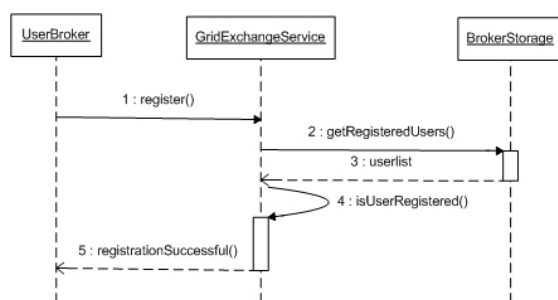 UserBroker
GridExchangeService
BrokerStorage
1 : register()
2 : getRegisteredUsers()
3 : userlist
4 : isUserRegistered()
5 : registrationSuccessful()